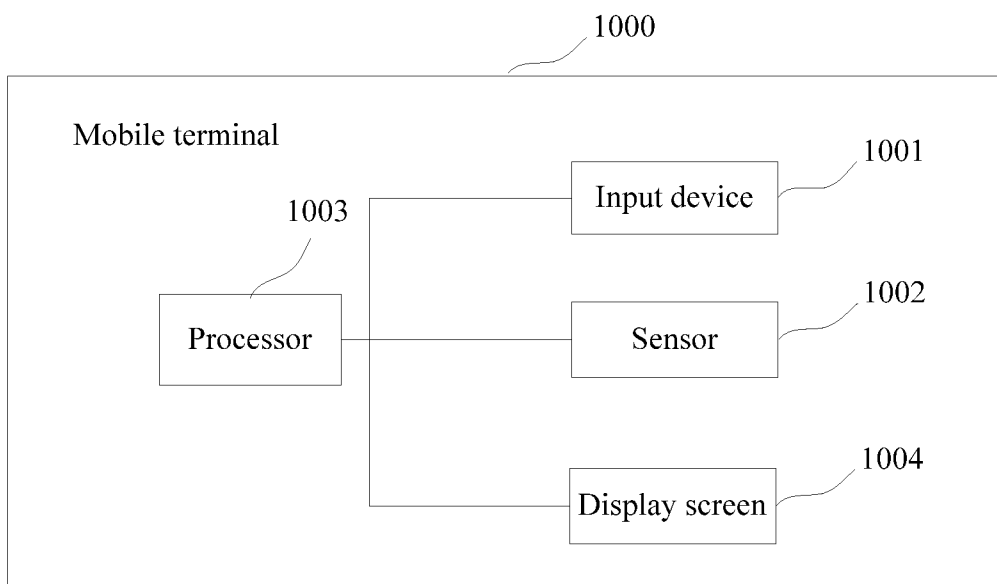 1000
Mobile terminal
1001
Input device
1003
Processor
1002
Sensor
1004
Display screen